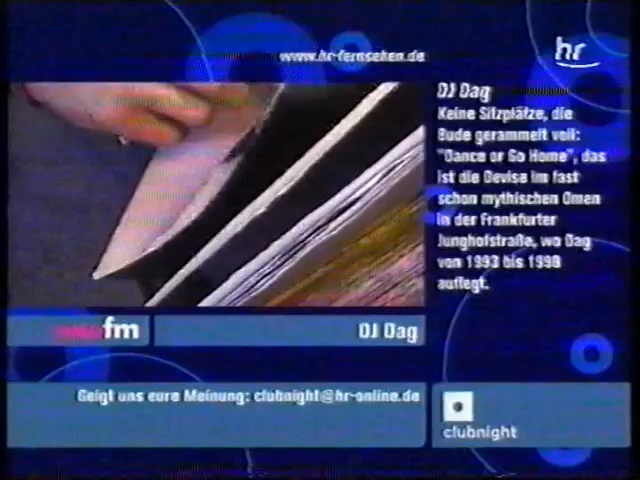 www.hr-fernsehen.de
hr
DJ Dag
Keine Sitzplätze, die
Bude gerammelt voll:
"Dance or Go Home", das
ist die Devise im fast
schon mythischen Omen
in der Frankfurter
Junghofstraße, wo Dag
von 1993 bis 1998
auflegt.
fm
DJ Dag
Geigt uns eure Meinung: clubnight@hr-online.de
clubnight